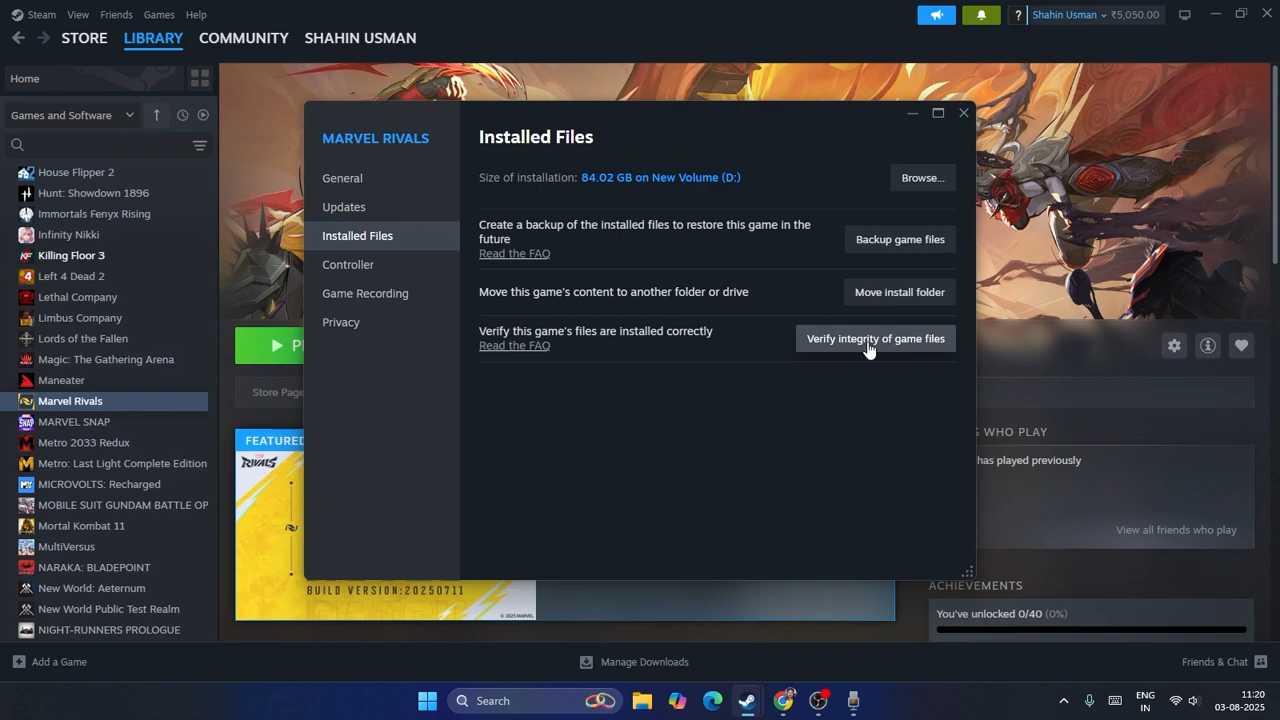 Steam View Friends Games Help
? Shahin Usman ₹5,050.00
STORE LIBRARY COMMUNITY SHAHIN USMAN
Home
Games and Software
House Flipper 2
Hunt: Showdown 1896
Immortals Fenyx Rising
Infinity Nikki
Killing Floor 3
Left 4 Dead 2
Lethal Company
Limbus Company
Lords of the Fallen
Magic: The Gathering Arena
Maneater
Marvel Rivals
MARVEL SNAP
Metro 2033 Redux
Metro: Last Light Complete Edition
MICROVOLTS: Recharged
MOBILE SUIT GUNDAM BATTLE OP
Mortal Kombat 11
MultiVersus
NARAKA: BLADEPOINT
New World: Aeternum
New World Public Test Realm
NIGHT-RUNNERS PROLOGUE
MARVEL RIVALS
General
Updates
Installed Files
Controller
Game Recording
Privacy
Installed Files
Size of installation: 84.02 GB on New Volume (D:)
Browse...
Create a backup of the installed files to restore this game in the
future
Read the FAQ
Backup game files
Move this game's content to another folder or drive
Move install folder
Verify this game's files are installed correctly
Read the FAQ
Verify integrity of game files
P
Store Page
FEATURED
RIVALS
BUILD VERSION:20250711
© 2025 MARVEL
S WHO PLAY
has played previously
View all friends who play
ACHIEVEMENTS
You've unlocked 0/40 (0%)
Add a Game
Manage Downloads
Friends & Chat
Search
ENG
IN
11:20
03-08-2025